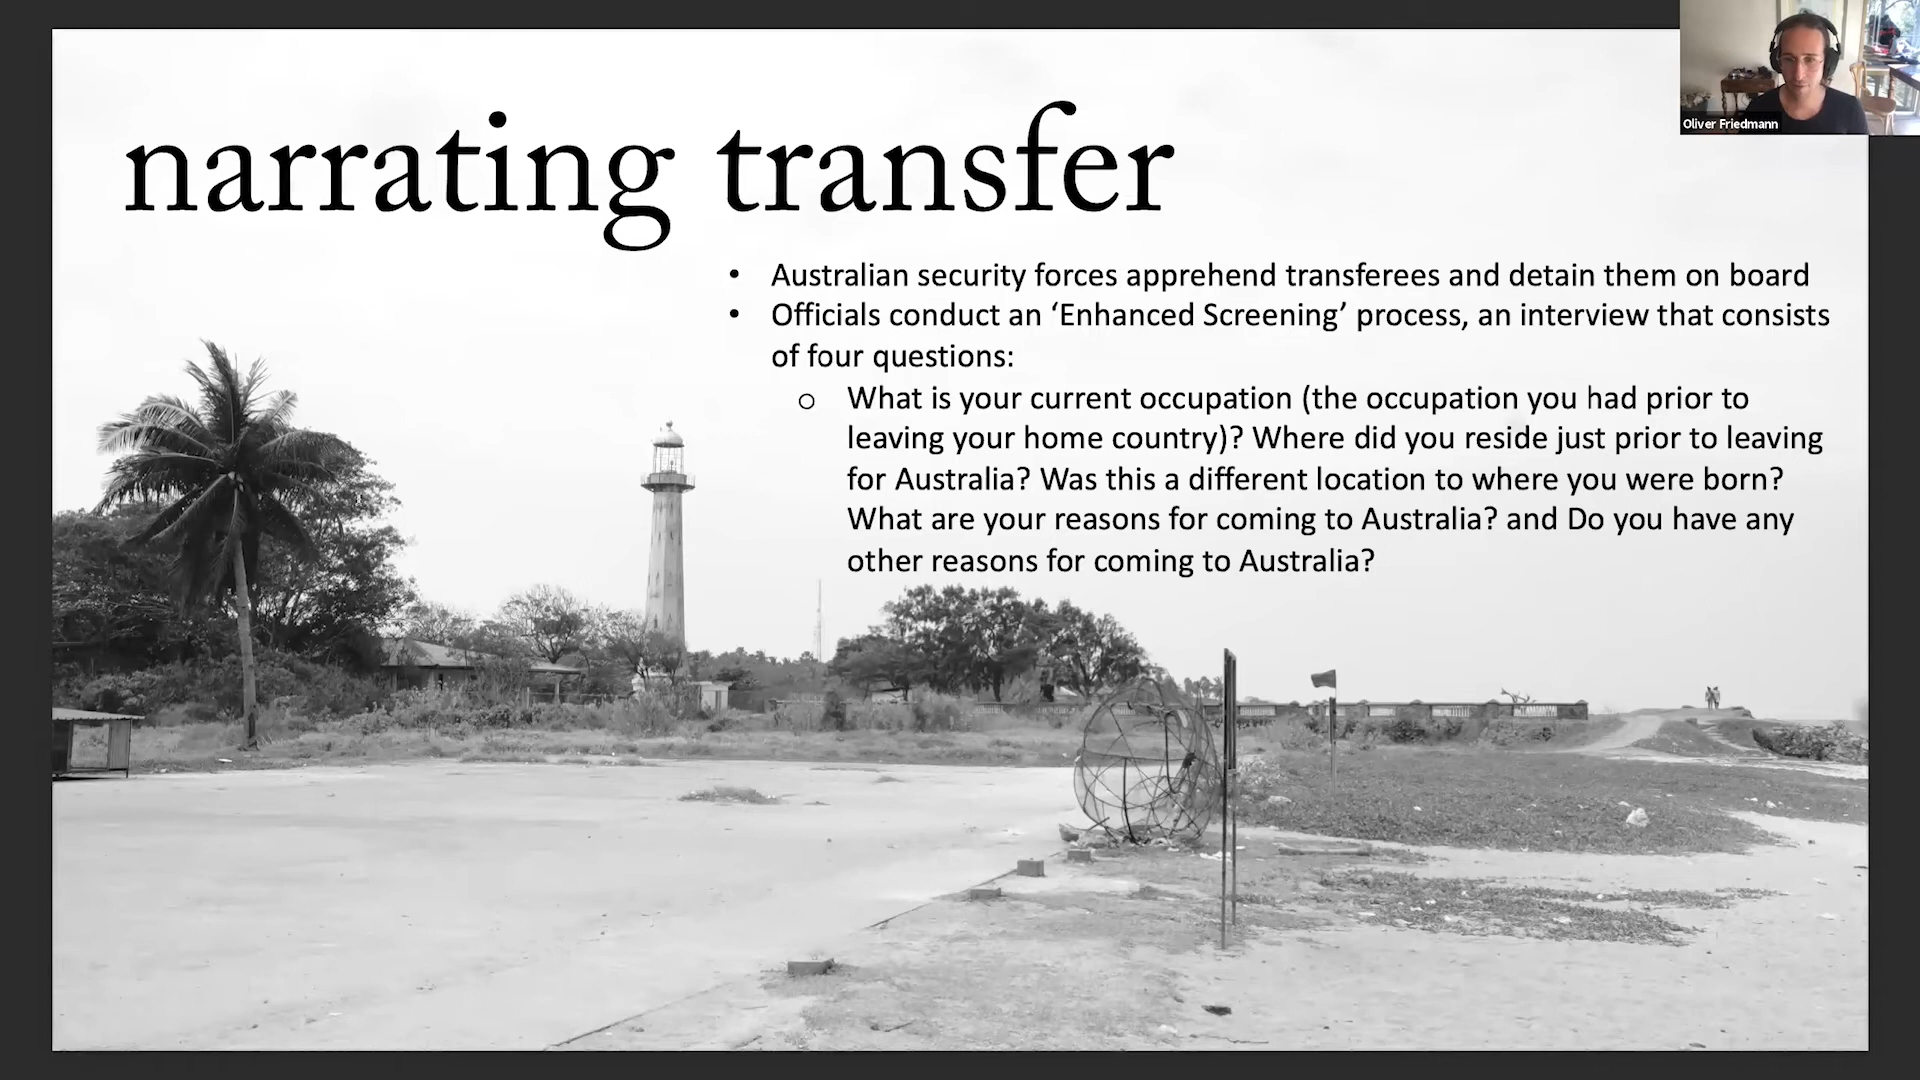 narrating transfer
Oliver Friedmann
• Australian security forces apprehend transferees and detain them on board
• Officials conduct an ‘Enhanced Screening’ process, an interview that consists
of four questions:
o What is your current occupation (the occupation you had prior to
leaving your home country)? Where did you reside just prior to leaving
for Australia? Was this a different location to where you were born?
What are your reasons for coming to Australia? and Do you have any
other reasons for coming to Australia?